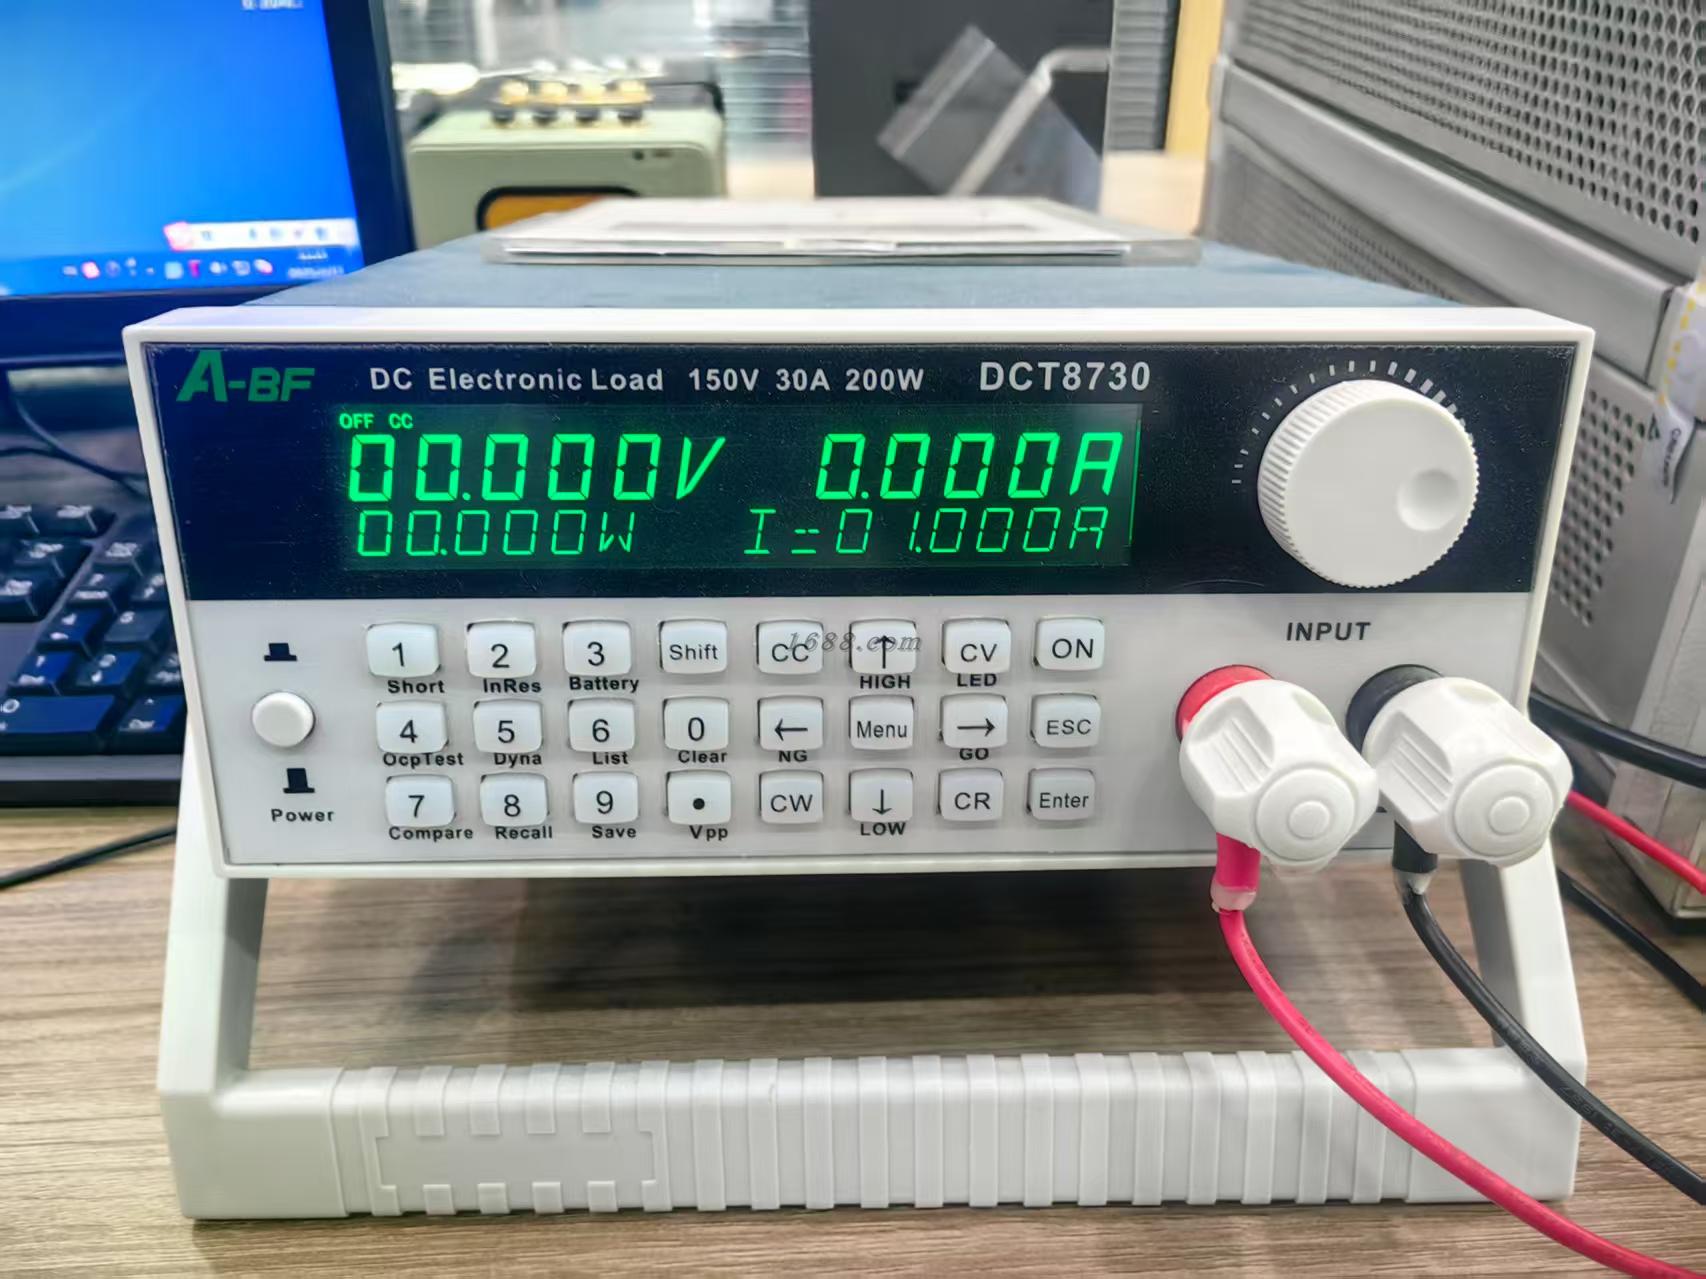 A-BF DC Electronic Load 150V 30A 200W DCT8730
OFF CC
00.000V 0.000A
00.000W I=01.000A
INPUT
1 2 3 Shift CC ↑ CV ON
Short InRes Battery HIGH LED
4 5 6 0 ← Menu → ESC
OcpTest Dyna List Clear NG GO
7 8 9 • CW ↓ CR Enter
Compare Recall Save Vpp LOW
Power
1688.com